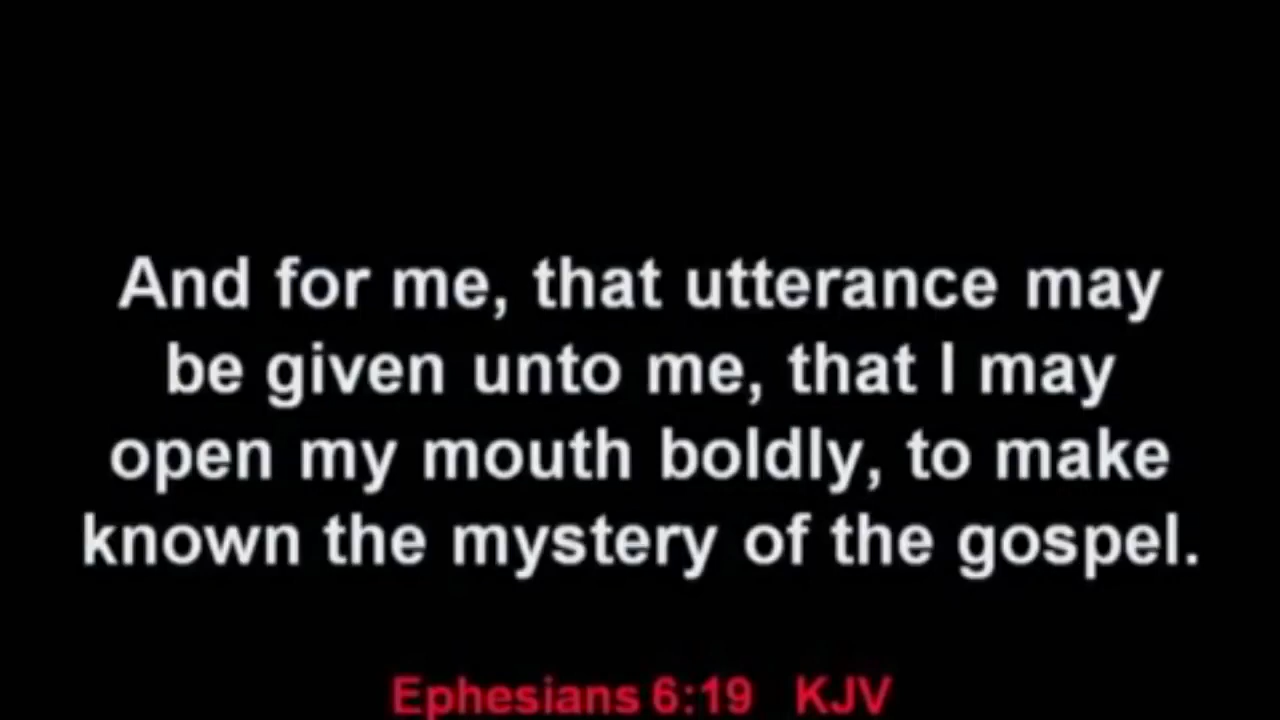 And for me, that utterance may
be given unto me, that I may
open my mouth boldly, to make
known the mystery of the gospel.
Ephesians 6:19 KJV